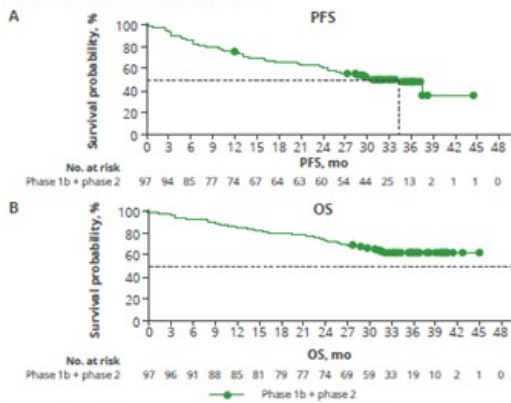 A
PFS
Survival probability, %
100
80
60
40
20
0
0 3 6 9 12 15 18 21 24 27 30 33 36 39 42 45 48
PFS, mo
No. at risk
Phase 1b + phase 2 97 94 85 77 74 67 64 63 60 54 44 25 13 2 1 1 0
B
OS
Survival probability, %
100
80
60
40
20
0
0 3 6 9 12 15 18 21 24 27 30 33 36 39 42 45 48
OS, mo
No. at risk
Phase 1b + phase 2 97 96 91 88 85 81 79 77 74 69 59 33 19 10 2 1 0
Phase 1b + phase 2